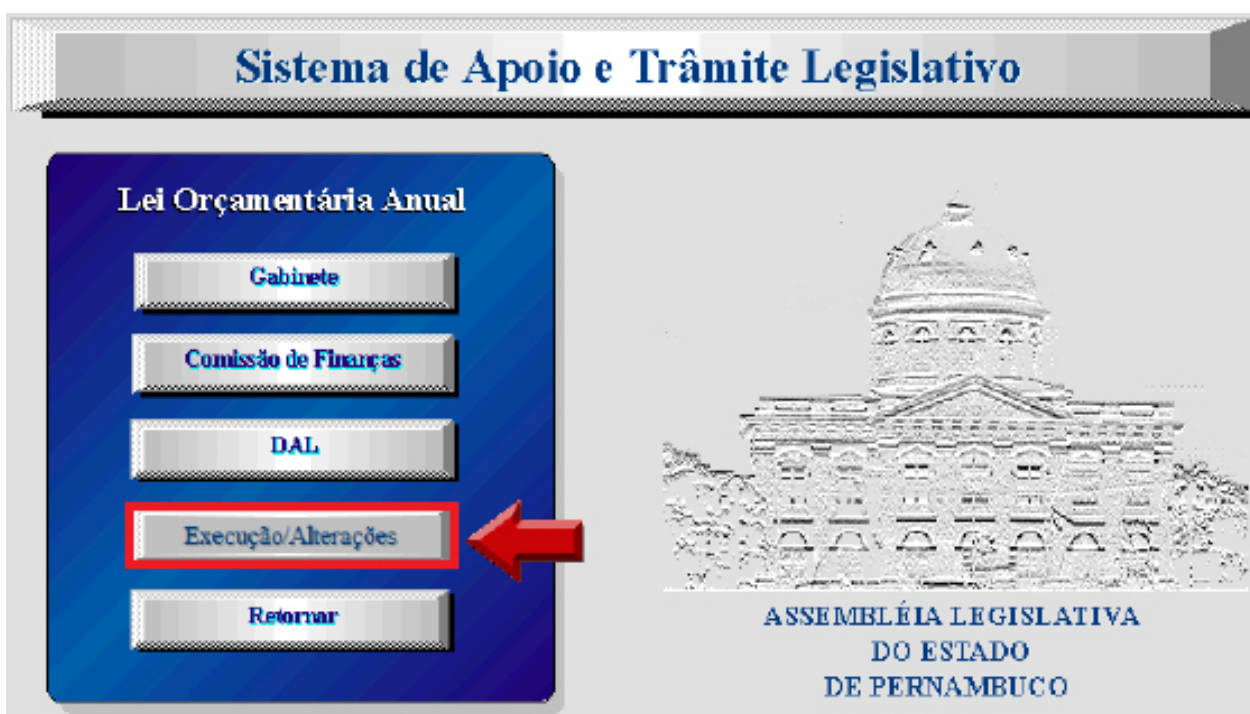 Sistema de Apoio e Trâmite Legislativo
Lei Orçamentária Anual
Gabinete
Comissão de Finanças
DAL
Execução/Alterações
Retornar
ASSEMBLÉIA LEGISLATIVA
DO ESTADO
DE PERNAMBUCO